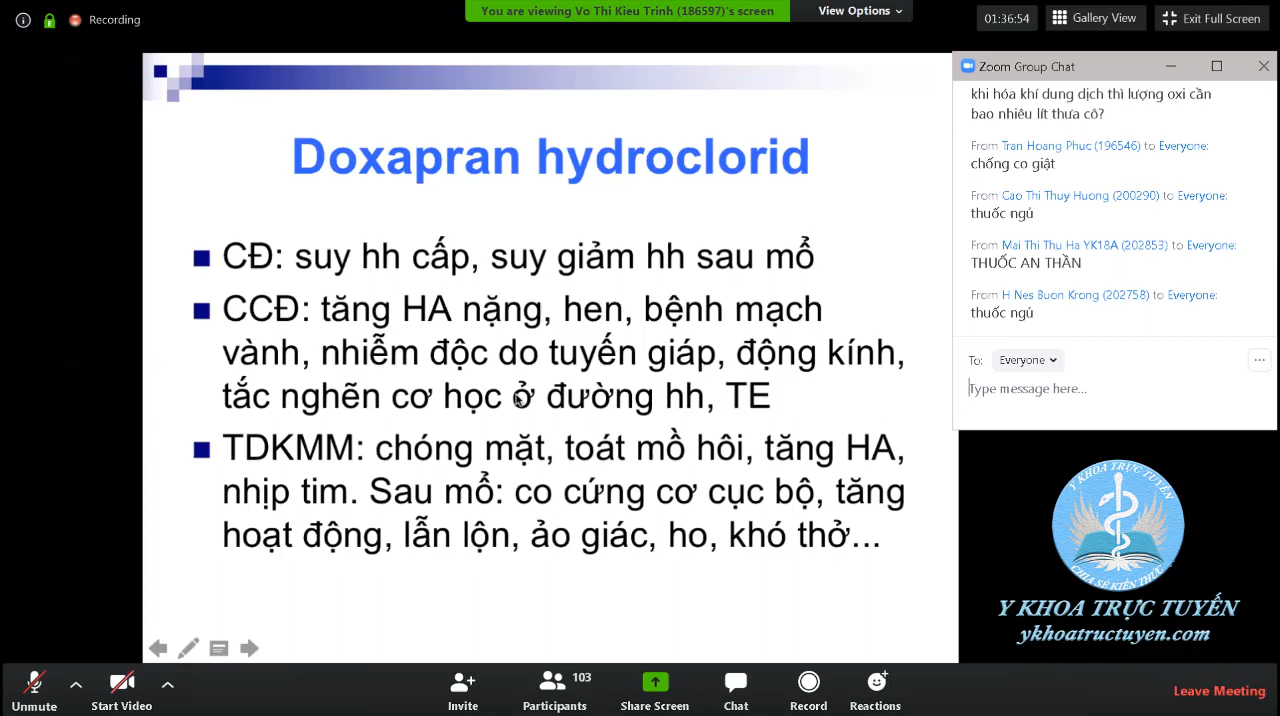 Recording
You are viewing Vo Thi Kieu Trinh (186597)'s screen
View Options
01:36:54
Gallery View
Exit Full Screen
Doxapran hydroclorid
CĐ: suy hh cấp, suy giảm hh sau mổ
CCĐ: tăng HA nặng, hen, bệnh mạch
vành, nhiễm độc do tuyến giáp, động kính,
tắc nghẽn cơ học ở đường hh, TE
TDKMM: chóng mặt, toát mồ hôi, tăng HA,
nhịp tim. Sau mổ: co cứng cơ cục bộ, tăng
hoạt động, lẫn lộn, ảo giác, ho, khó thở...
Zoom Group Chat
khi hóa khí dung dịch thì lượng oxi cần
bao nhiêu lít thưa cô?
From Tran Hoang Phuc (196546) to Everyone:
chống co giật
From Cao Thi Thuy Huong (200290) to Everyone:
thuốc ngủ
From Mai Thi Thu Ha YK18A (202853) to Everyone:
THUỐC AN THẦN
From H Nes Buon Krong (202758) to Everyone:
thuốc ngủ
To: Everyone
Type message here...
Y KHOA TRỰC TUYẾN
CHIA SẺ KIẾN THỨC
Y KHOA TRỰC TUYẾN
ykhoatructuyen.com
Unmute
Start Video
Invite
Participants
103
Share Screen
Chat
Record
Reactions
Leave Meeting